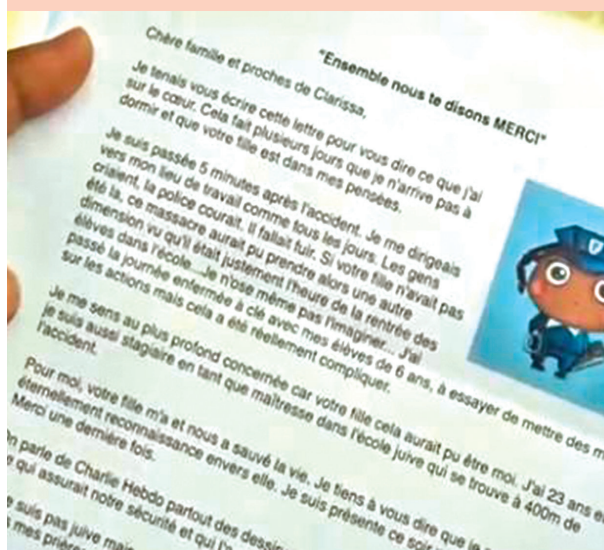 "Ensemble nous te disons MERCI"
Chère famille et proches de Clarissa,
Je tenais vous écrire cette lettre pour vous dire ce que j'ai
sur le cœur. Cela fait plusieurs jours que je n'arrive pas à
dormir et que votre fille est dans mes pensées.
Je suis passée 5 minutes après l'accident. Je me dirigeais
vers mon lieu de travail comme tous les jours. Les gens
criaient, la police courait, il fallait fuir. Si votre fille n'avait pas
été là, ce massacre aurait pu prendre alors une autre
dimension vu qu'il était justement l'heure de la rentrée des
élèves dans l'école...Je n'ose même pas l'imaginer... J'ai
passé la journée enfermée à clé avec mes élèves de 6 ans, à essayer de mettre des
sur les actions mais cela a été réellement compliquer.
Je me sens au plus profond concernée car votre fille cela aurait pu être moi. J'ai 23 ans
je suis aussi stagiaire en tant que maîtresse dans l'école juive qui se trouve à 400m de
l'accident.
Pour moi, votre fille m'a et nous a sauvé la vie. Je tiens à vous dire que
éternellement reconnaissance envers elle. Je suis présente ce
Merci une dernière fois.
parle de Charlie Hebdo partout des
qui assurait notre sécurité et qui
suis pas juive
mes prières